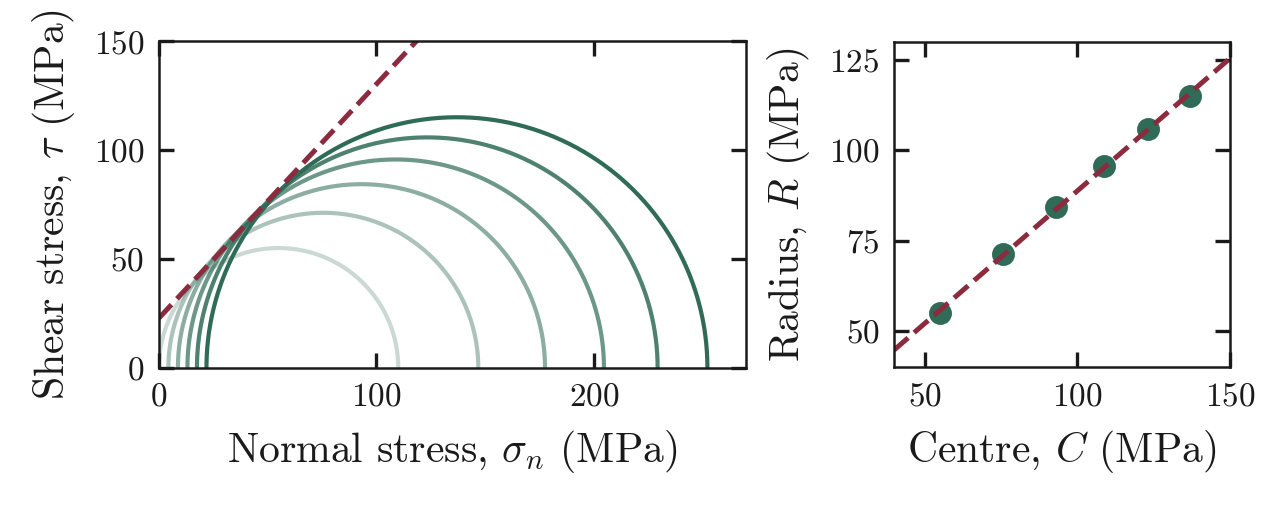 Shear stress, τ (MPa)
150
100
50
0
0 100 200
Normal stress, σₙ (MPa)
Radius, R (MPa)
125
100
75
50
50 100 150
Centre, C (MPa)